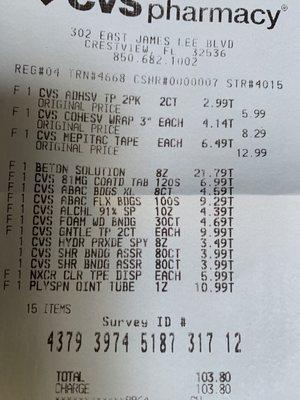 CVS pharmacy®
302 EAST JAMES LEE BLVD
CRESTVIEW, FL 32536
850.682.1002
REG#04 TRN#4668 CSHR#0000007 STR#4015
F 1 CVS ADHSV TP 2PK 2CT 2.99T
ORIGINAL PRICE 5.99
F 1 CVS COHESV WRAP 3" EACH 4.14T
ORIGINAL PRICE 8.29
F 1 CVS MEPITAC TAPE EACH 6.49T
ORIGINAL PRICE 12.99
F 1 BETDN SOLUTION 8Z 21.79T
F 1 CVS 81MG COATD TAB 120S 6.99T
F 1 CVS ABAC BDGS XL 8CT 4.69T
F 1 CVS ABAC FLX BDGS 100S 9.29T
F 1 CVS ALCHL 91% SP 10Z 4.39T
F 1 CVS FOAM WD BNDG 30CT 4.69T
F 1 CVS GNTLE TP 2CT EACH 9.99T
1 CVS HYDR PRXDE SPY 8Z 3.49T
1 CVS SHR BNDG ASSR 80CT 3.99T
1 CVS SHR BNDG ASSR 80CT 3.99T
F 1 NXCR CLR TPE DISP EACH 5.99T
F 1 PLYSPN OINT TUBE 1Z 10.99T
15 ITEMS
Survey ID #
4379 3974 5187 317 12
TOTAL 103.80
CHARGE 103.80